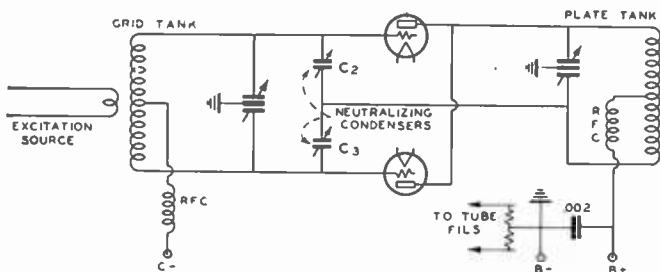 GRID TANK
PLATE TANK
C2
NEUTRALIZING
CONDENSERS
C3
EXCITATION
SOURCE
RFC
RFC
TO TUBE
FILS
.002
C-
B-
B+